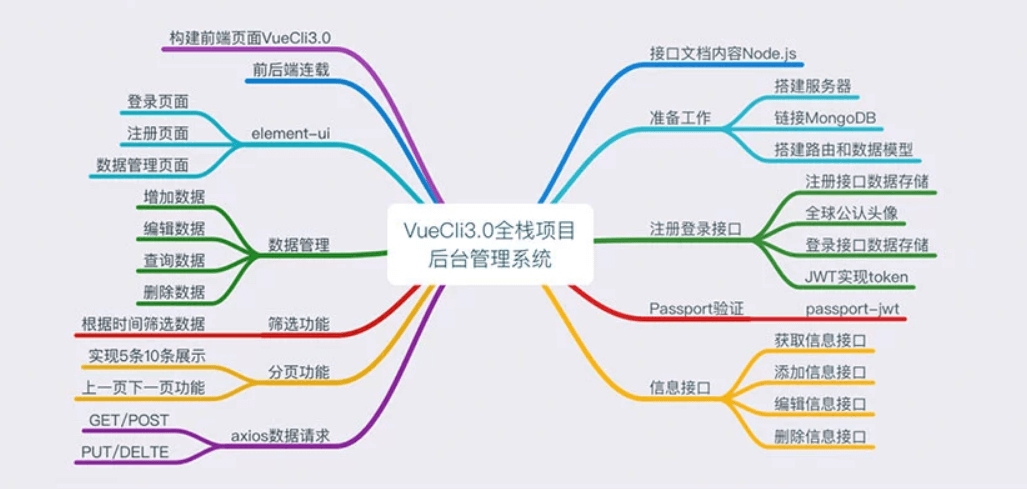 VueCli3.0全栈项目
后台管理系统
构建前端页面VueCli3.0
前后端连载
element-ui
登录页面
注册页面
数据管理页面
数据管理
增加数据
编辑数据
查询数据
删除数据
筛选功能
根据时间筛选数据
分页功能
实现5条10条展示
上一页下一页功能
axios数据请求
GET/POST
PUT/DELTE
接口文档内容Node.js
准备工作
搭建服务器
链接MongoDB
搭建路由和数据模型
注册登录接口
注册接口数据存储
全球公认头像
登录接口数据存储
JWT实现token
Passport验证
passport-jwt
信息接口
获取信息接口
添加信息接口
编辑信息接口
删除信息接口